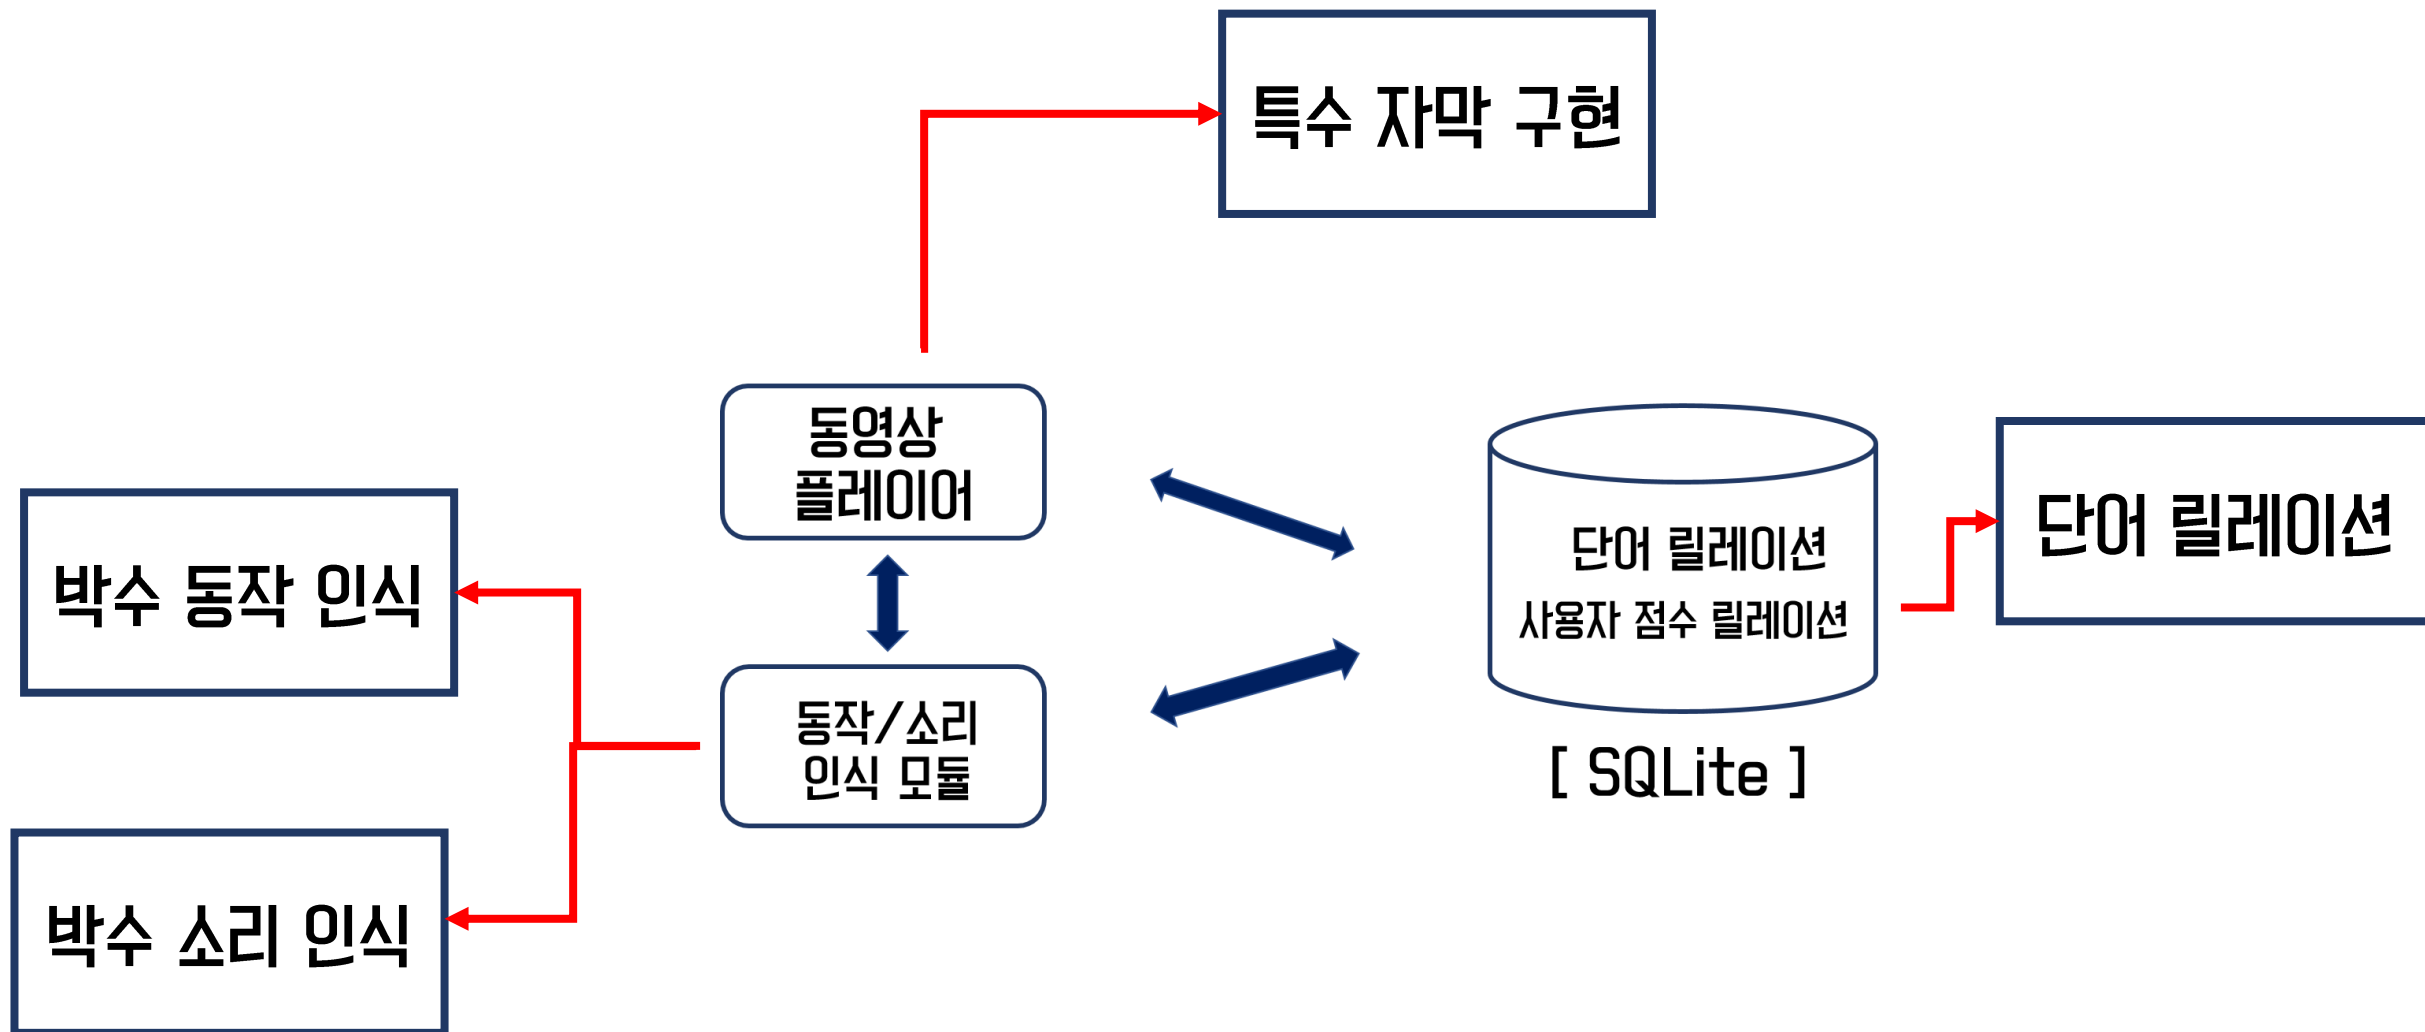 특수 자막 구현
동영상
플레이어
단어 릴레이션
단어 릴레이션
사용자 점수 릴레이션
박수 동작 인식
동작/소리
인식 모듈
[ SQLite ]
박수 소리 인식